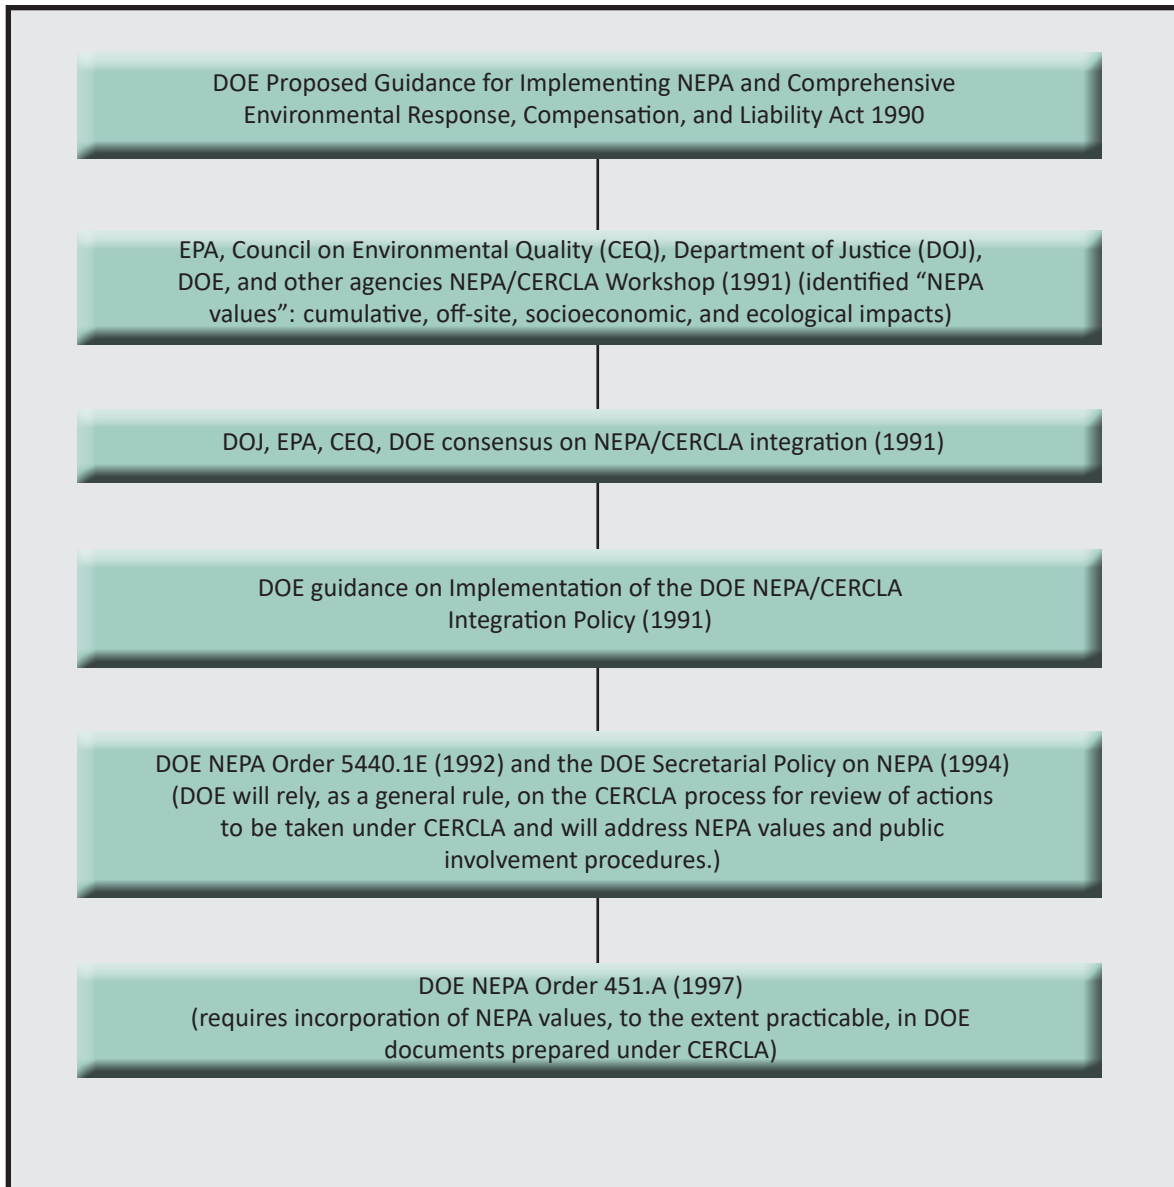 DOE Proposed Guidance for Implementing NEPA and Comprehensive
Environmental Response, Compensation, and Liability Act 1990
EPA, Council on Environmental Quality (CEQ), Department of Justice (DOJ),
DOE, and other agencies NEPA/CERCLA Workshop (1991) (identified “NEPA
values”: cumulative, off-site, socioeconomic, and ecological impacts)
DOJ, EPA, CEQ, DOE consensus on NEPA/CERCLA integration (1991)
DOE guidance on Implementation of the DOE NEPA/CERCLA
Integration Policy (1991)
DOE NEPA Order 5440.1E (1992) and the DOE Secretarial Policy on NEPA (1994)
(DOE will rely, as a general rule, on the CERCLA process for review of actions
to be taken under CERCLA and will address NEPA values and public
involvement procedures.)
DOE NEPA Order 451.A (1997)
(requires incorporation of NEPA values, to the extent practicable, in DOE
documents prepared under CERCLA)